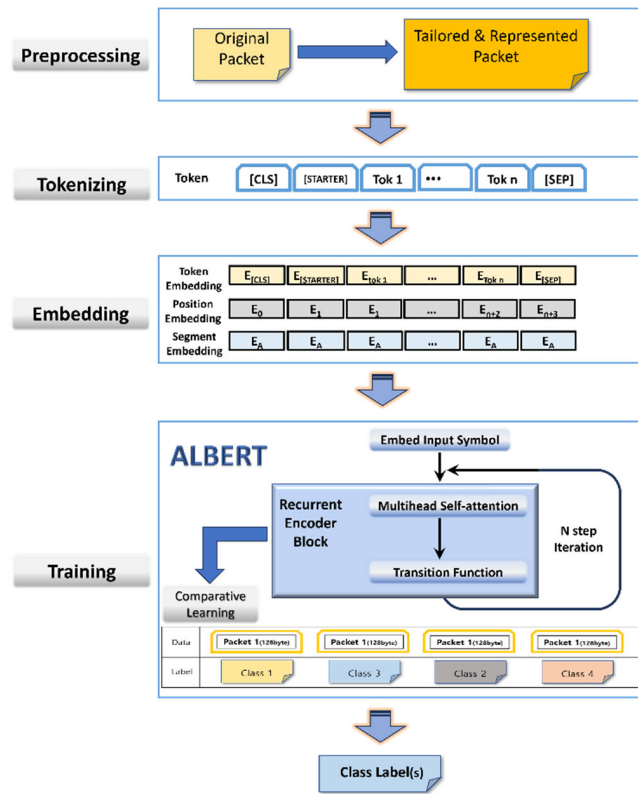 Preprocessing
Original
Packet
Tailored & Represented
Packet
Tokenizing
Token [CLS] [STARTER] Tok 1 ••• Tok n [SEP]
Embedding
Token
Embedding
E[CLS] E[STARTER] E tok 1 ... E Tok n E[SEP]
Position
Embedding
E0 E1 E1 ... En+2 En+3
Segment
Embedding
EA EA EA ... EA EA
Training
ALBERT
Embed Input Symbol
Recurrent
Encoder
Block
Multihead Self-attention
Transition Function
N step
Iteration
Comparative
Learning
Data Packet 1(128byte) Packet 1(128byte) Packet 1(128byte) Packet 1(128byte)
Label Class 1 Class 3 Class 2 Class 4
Class Label(s)